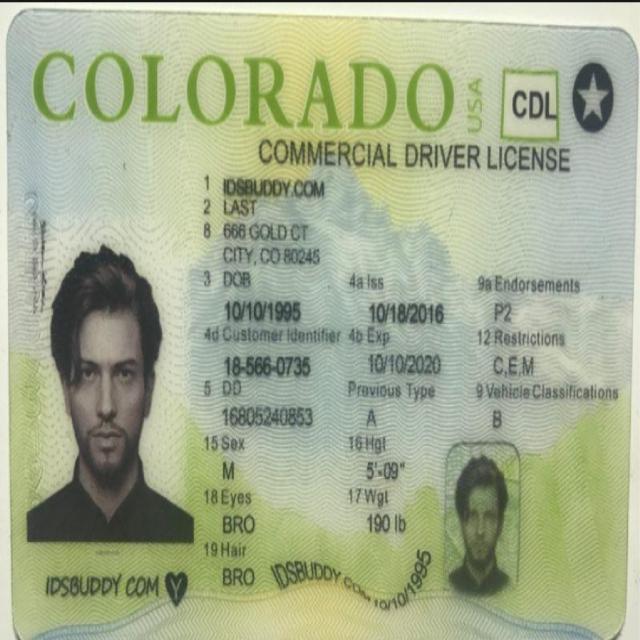 COLORADO USA CDL
COMMERCIAL DRIVER LICENSE
1 IDSBUDDY.COM
2 LAST
8 666 GOLD CT
CITY, CO 80245
3 DOB 4a Iss 9a Endorsements
10/10/1995 10/18/2016 P2
4d Customer Identifier 4b Exp 12 Restrictions
18-566-0735 10/10/2020 C,E,M
5 DD Previous Type 9 Vehicle Classifications
16805240853 A B
15 Sex 16 Hgt
M 5'-09"
18 Eyes 17 Wgt
BRO 190 lb
19 Hair
BRO
IDSBUDDY COM
IDSBUDDY.COM 10/10/1995